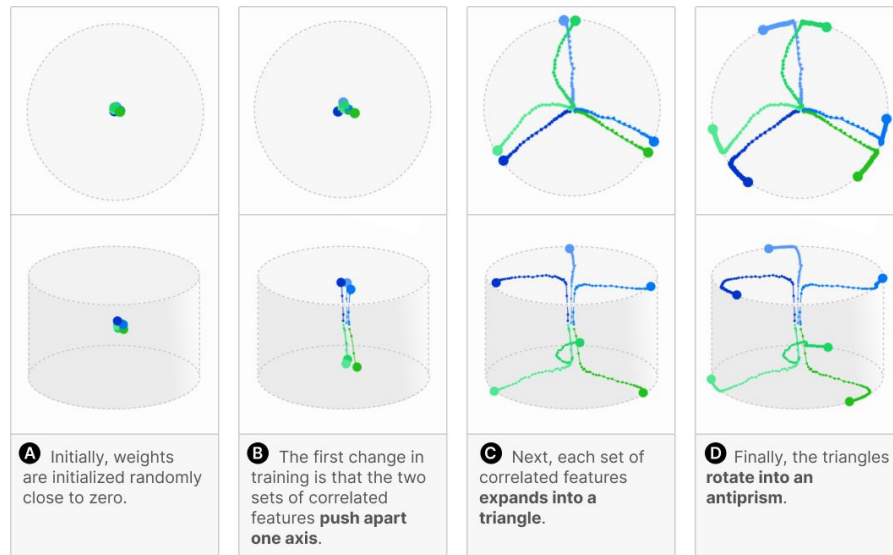 A Initially, weights
are initialized randomly
close to zero.
B The first change in
training is that the two
sets of correlated
features push apart
one axis.
C Next, each set of
correlated features
expands into a
triangle.
D Finally, the triangles
rotate into an
antiprism.